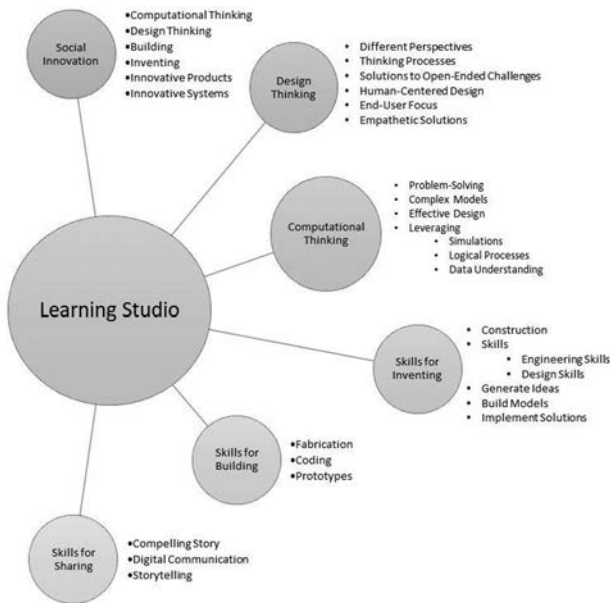 Social
Innovation
•Computational Thinking
•Design Thinking
•Building
•Inventing
•Innovative Products
•Innovative Systems
Design
Thinking
• Different Perspectives
• Thinking Processes
• Solutions to Open-Ended Challenges
• Human-Centered Design
• End-User Focus
• Empathetic Solutions
Computational
Thinking
• Problem-Solving
• Complex Models
• Effective Design
• Leveraging
• Simulations
• Logical Processes
• Data Understanding
Learning Studio
Skills for
Inventing
• Construction
• Skills
• Engineering Skills
• Design Skills
• Generate Ideas
• Build Models
• Implement Solutions
Skills for
Building
•Fabrication
•Coding
•Prototypes
Skills for
Sharing
•Compelling Story
•Digital Communication
•Storytelling